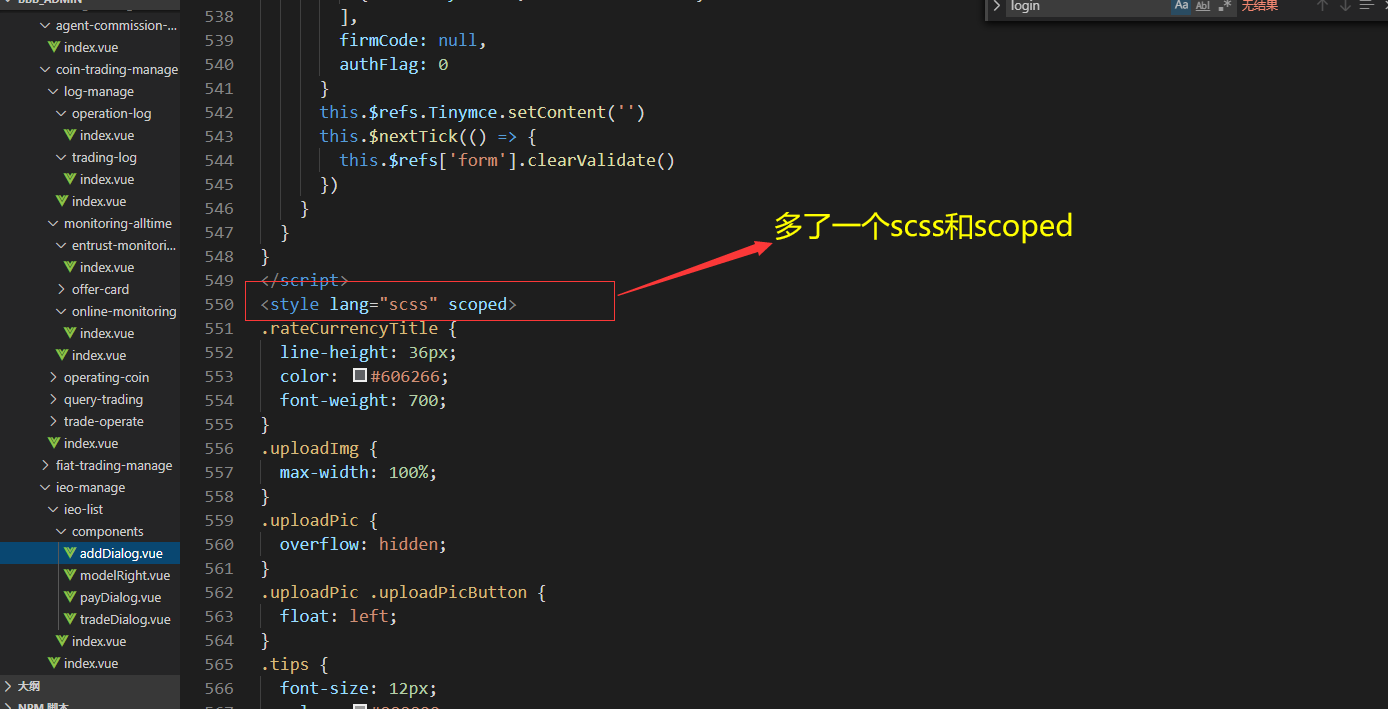 BBB_ADMIN
agent-commission-...
index.vue
coin-trading-manage
log-manage
operation-log
index.vue
trading-log
index.vue
index.vue
monitoring-alltime
entrust-monitori...
index.vue
offer-card
online-monitoring
index.vue
index.vue
operating-coin
query-trading
trade-operate
index.vue
fiat-trading-manage
ieo-manage
ieo-list
components
addDialog.vue
modelRight.vue
payDialog.vue
tradeDialog.vue
index.vue
index.vue
大纲
NPM 脚本
login
Aa Abl .* 无结果
538 ],
539 firmCode: null,
540 authFlag: 0
541 }
542 this.$refs.Tinymce.setContent('')
543 this.$nextTick(() => {
544 this.$refs['form'].clearValidate()
545 })
546 }
547 }
548 }
549 </script>
550 <style lang="scss" scoped>
551 .rateCurrencyTitle {
552 line-height: 36px;
553 color: #606266;
554 font-weight: 700;
555 }
556 .uploadImg {
557 max-width: 100%;
558 }
559 .uploadPic {
560 overflow: hidden;
561 }
562 .uploadPic .uploadPicButton {
563 float: left;
564 }
565 .tips {
566 font-size: 12px;
多了一个scss和scoped